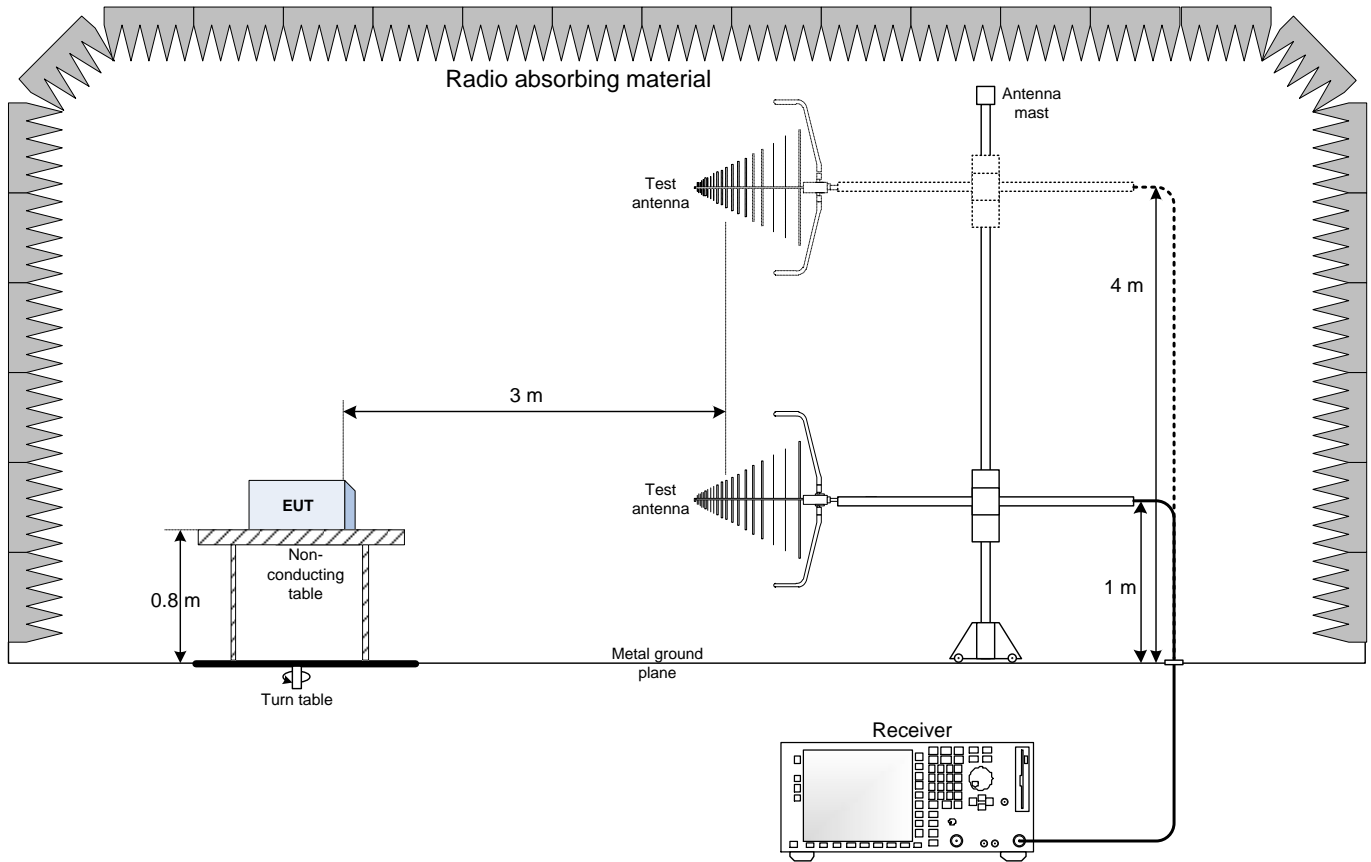 Radio absorbing material
Antenna
mast
Test
antenna
4 m
3 m
Test
antenna
EUT
Non-
conducting
table
0.8 m
1 m
Metal ground
plane
Turn table
Receiver